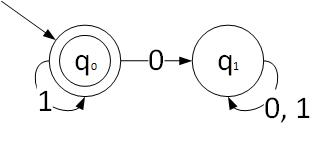 q₀ 0 q₁
1 0, 1